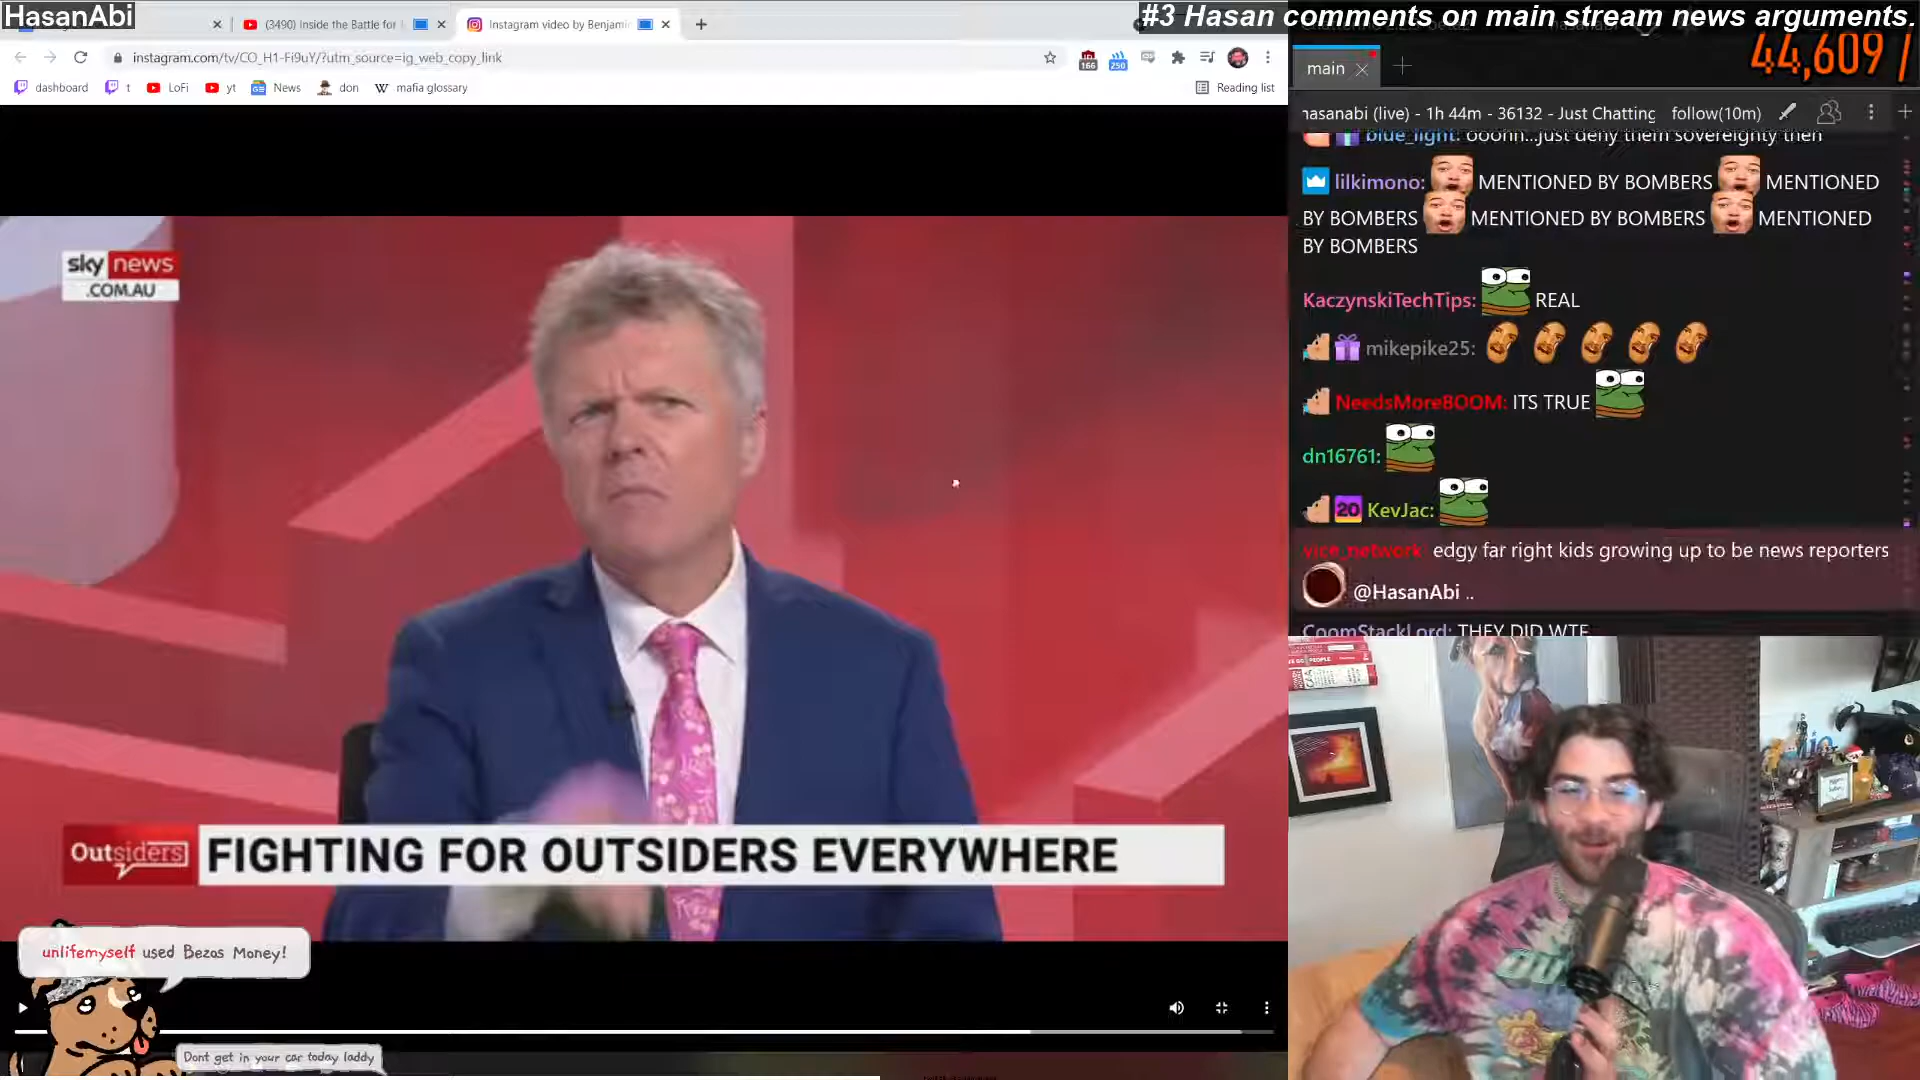 HasanAbi
#3 Hasan comments on main stream news arguments.
44,609 /
(3490) Inside the Battle for
Instagram video by Benjamin
instagram.com/tv/CO_H1-Fi9uY/?utm_source=ig_web_copy_link
166
250
dashboard
t
LoFi
yt
News
don
W mafia glossary
Reading list
main
hasanabi (live) - 1h 44m - 36132 - Just Chatting
follow(10m)
blue_light: ooohh...just deny them sovereignty then
lilkimono: MENTIONED BY BOMBERS MENTIONED
BY BOMBERS MENTIONED BY BOMBERS MENTIONED
BY BOMBERS
KaczynskiTechTips: REAL
mikepike25:
NeedsMoreBOOM: ITS TRUE
dn16761:
20 KevJac:
vice_network edgy far right kids growing up to be news reporters
@HasanAbi ..
CoomStackLord: THEY DID WTF
sky news
.COM.AU
Outsiders
FIGHTING FOR OUTSIDERS EVERYWHERE
unlifemyself used Bezos Money!
Dont get in your car today laddy